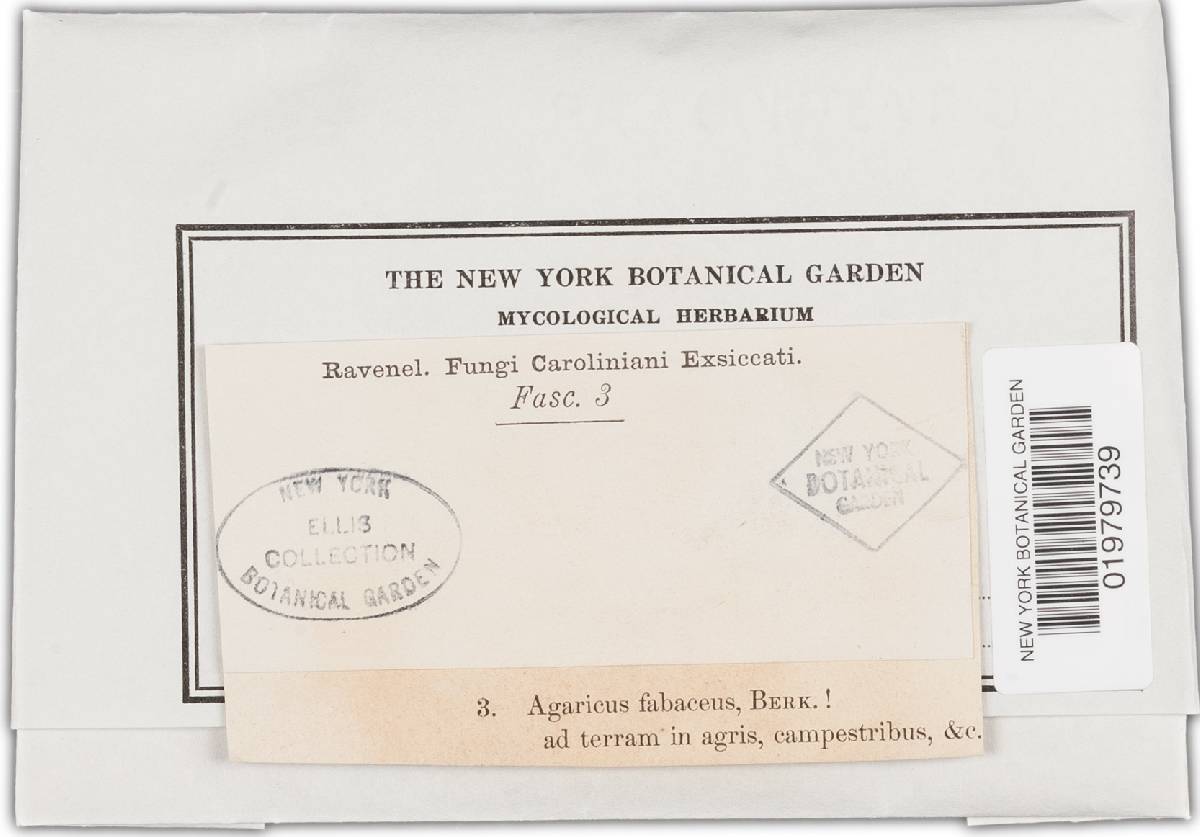 THE NEW YORK BOTANICAL GARDEN
MYCOLOGICAL HERBARIUM
Ravenel. Fungi Caroliniani Exsiccati.
Fasc. 3
NEW YORK
ELLIS
COLLECTION
BOTANICAL GARDEN
NEW YORK
BOTANICAL
GARDEN
NEW YORK BOTANICAL GARDEN
01979739
3. Agaricus fabaceus, BERK. !
ad terram in agris, campestribus, &c.